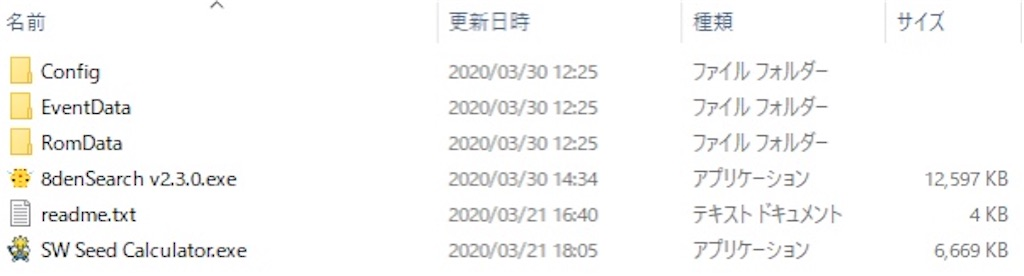 名前 更新日時 種類 サイズ
Config 2020/03/30 12:25 ファイル フォルダー
EventData 2020/03/30 12:25 ファイル フォルダー
RomData 2020/03/30 12:25 ファイル フォルダー
8denSearch v2.3.0.exe 2020/03/30 14:34 アプリケーション 12,597 KB
readme.txt 2020/03/21 16:40 テキスト ドキュメント 4 KB
SW Seed Calculator.exe 2020/03/21 18:05 アプリケーション 6,669 KB